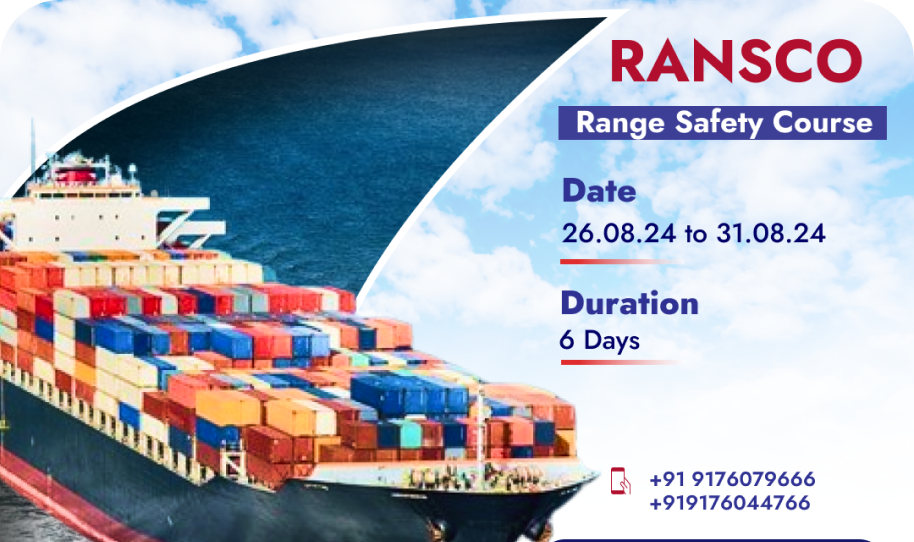 RANSCO
Range Safety Course
Date
26.08.24 to 31.08.24
Duration
6 Days
+91 9176079666
+919176044766